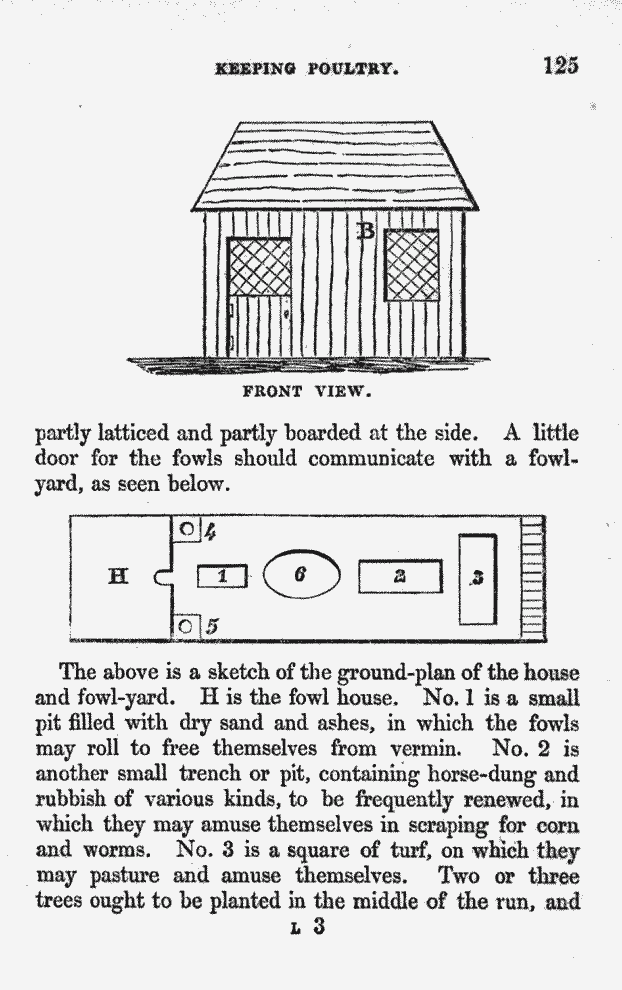 KEEPING POULTRY. 125
B
FRONT VIEW.
partly latticed and partly boarded at the side. A little
door for the fowls should communicate with a fowl-
yard, as seen below.
4
H 1 6 2 3
5
The above is a sketch of the ground-plan of the house
and fowl-yard. H is the fowl house. No. 1 is a small
pit filled with dry sand and ashes, in which the fowls
may roll to free themselves from vermin. No. 2 is
another small trench or pit, containing horse-dung and
rubbish of various kinds, to be frequently renewed, in
which they may amuse themselves in scraping for corn
and worms. No. 3 is a square of turf, on which they
may pasture and amuse themselves. Two or three
trees ought to be planted in the middle of the run, and
L 3